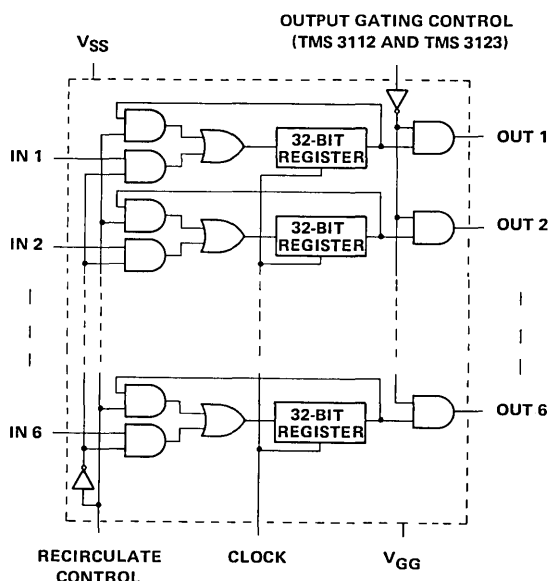 OUTPUT GATING CONTROL
(TMS 3112 AND TMS 3123)
VSS
IN 1
32-BIT
REGISTER
OUT 1
IN 2
32-BIT
REGISTER
OUT 2
IN 6
32-BIT
REGISTER
OUT 6
RECIRCULATE
CONTROL
CLOCK
VGG